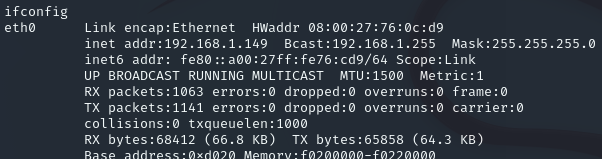 ifconfig
eth0      Link encap:Ethernet  HWaddr 08:00:27:76:0c:d9
          inet addr:192.168.1.149  Bcast:192.168.1.255  Mask:255.255.255.0
          inet6 addr: fe80::a00:27ff:fe76:cd9/64 Scope:Link
          UP BROADCAST RUNNING MULTICAST  MTU:1500  Metric:1
          RX packets:1063 errors:0 dropped:0 overruns:0 frame:0
          TX packets:1141 errors:0 dropped:0 overruns:0 carrier:0
          collisions:0 txqueuelen:1000
          RX bytes:68412 (66.8 KB)  TX bytes:65858 (64.3 KB)
          Base address:0xd020 Memory:f0200000-f0220000